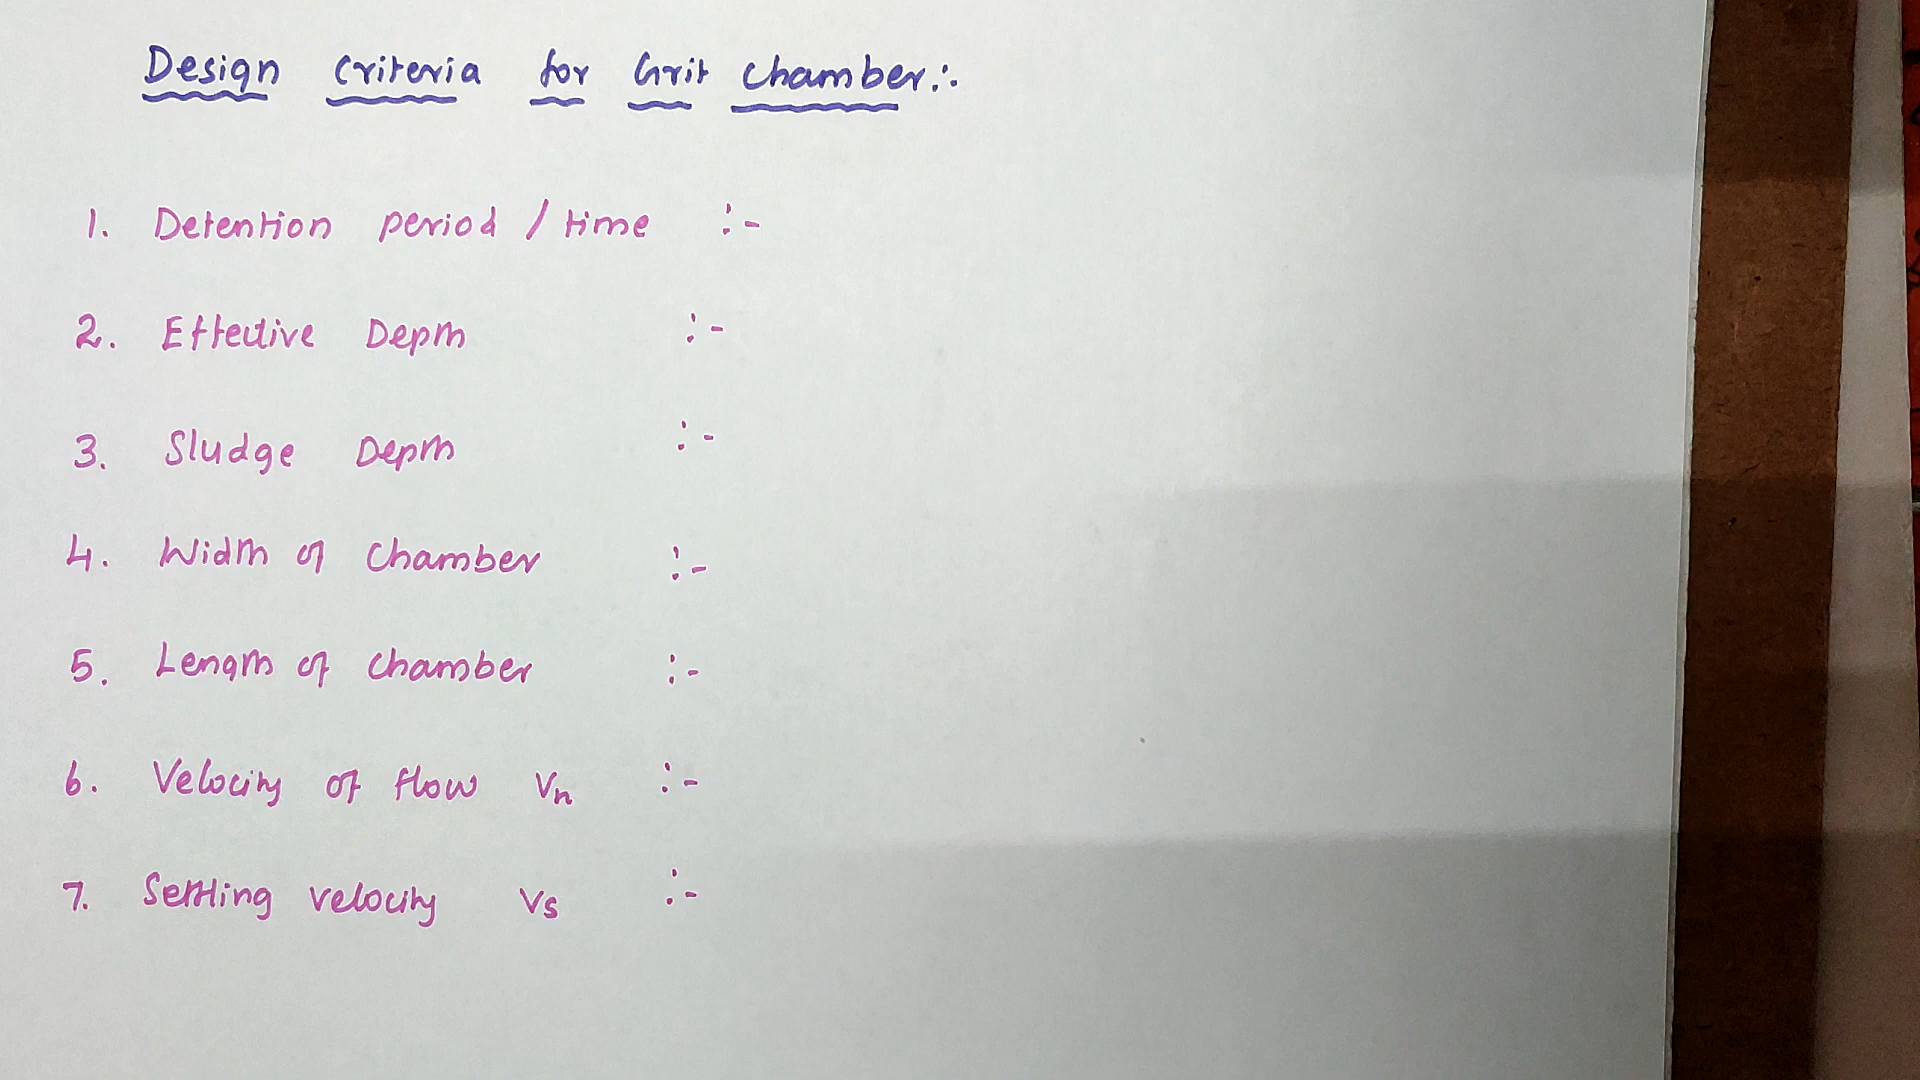 Design Criteria for Grit Chamber:.
1. Detention period / time :-
2. Effective Depth :-
3. Sludge Depth :-
4. Width of Chamber :-
5. Length of Chamber :-
6. Velocity of flow Vh :-
7. Settling velocity Vs :-